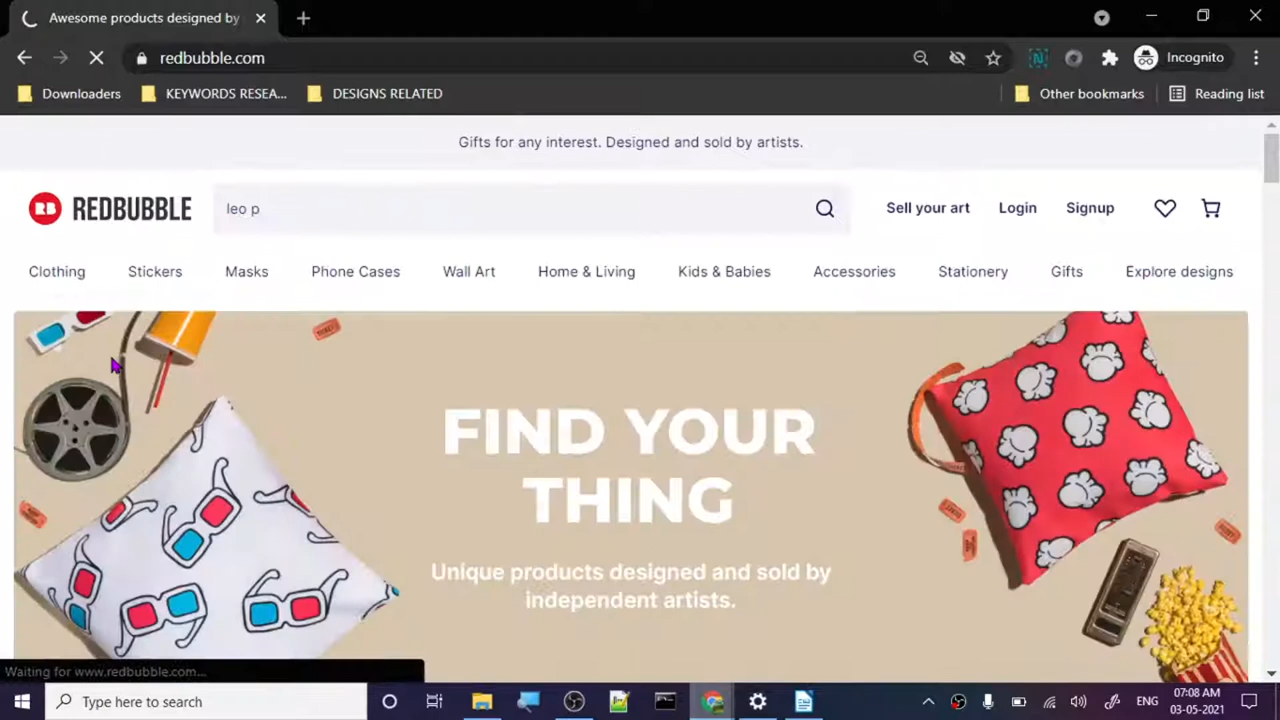 Awesome products designed by
redbubble.com
Incognito
Downloaders
KEYWORDS RESEA...
DESIGNS RELATED
Other bookmarks
Reading list
Gifts for any interest. Designed and sold by artists.
RB REDBUBBLE
leo p
Sell your art
Login
Signup
Clothing
Stickers
Masks
Phone Cases
Wall Art
Home & Living
Kids & Babies
Accessories
Stationery
Gifts
Explore designs
FIND YOUR
THING
Unique products designed and sold by
independent artists.
Waiting for www.redbubble.com...
Type here to search
ENG
07:08 AM
03-05-2021